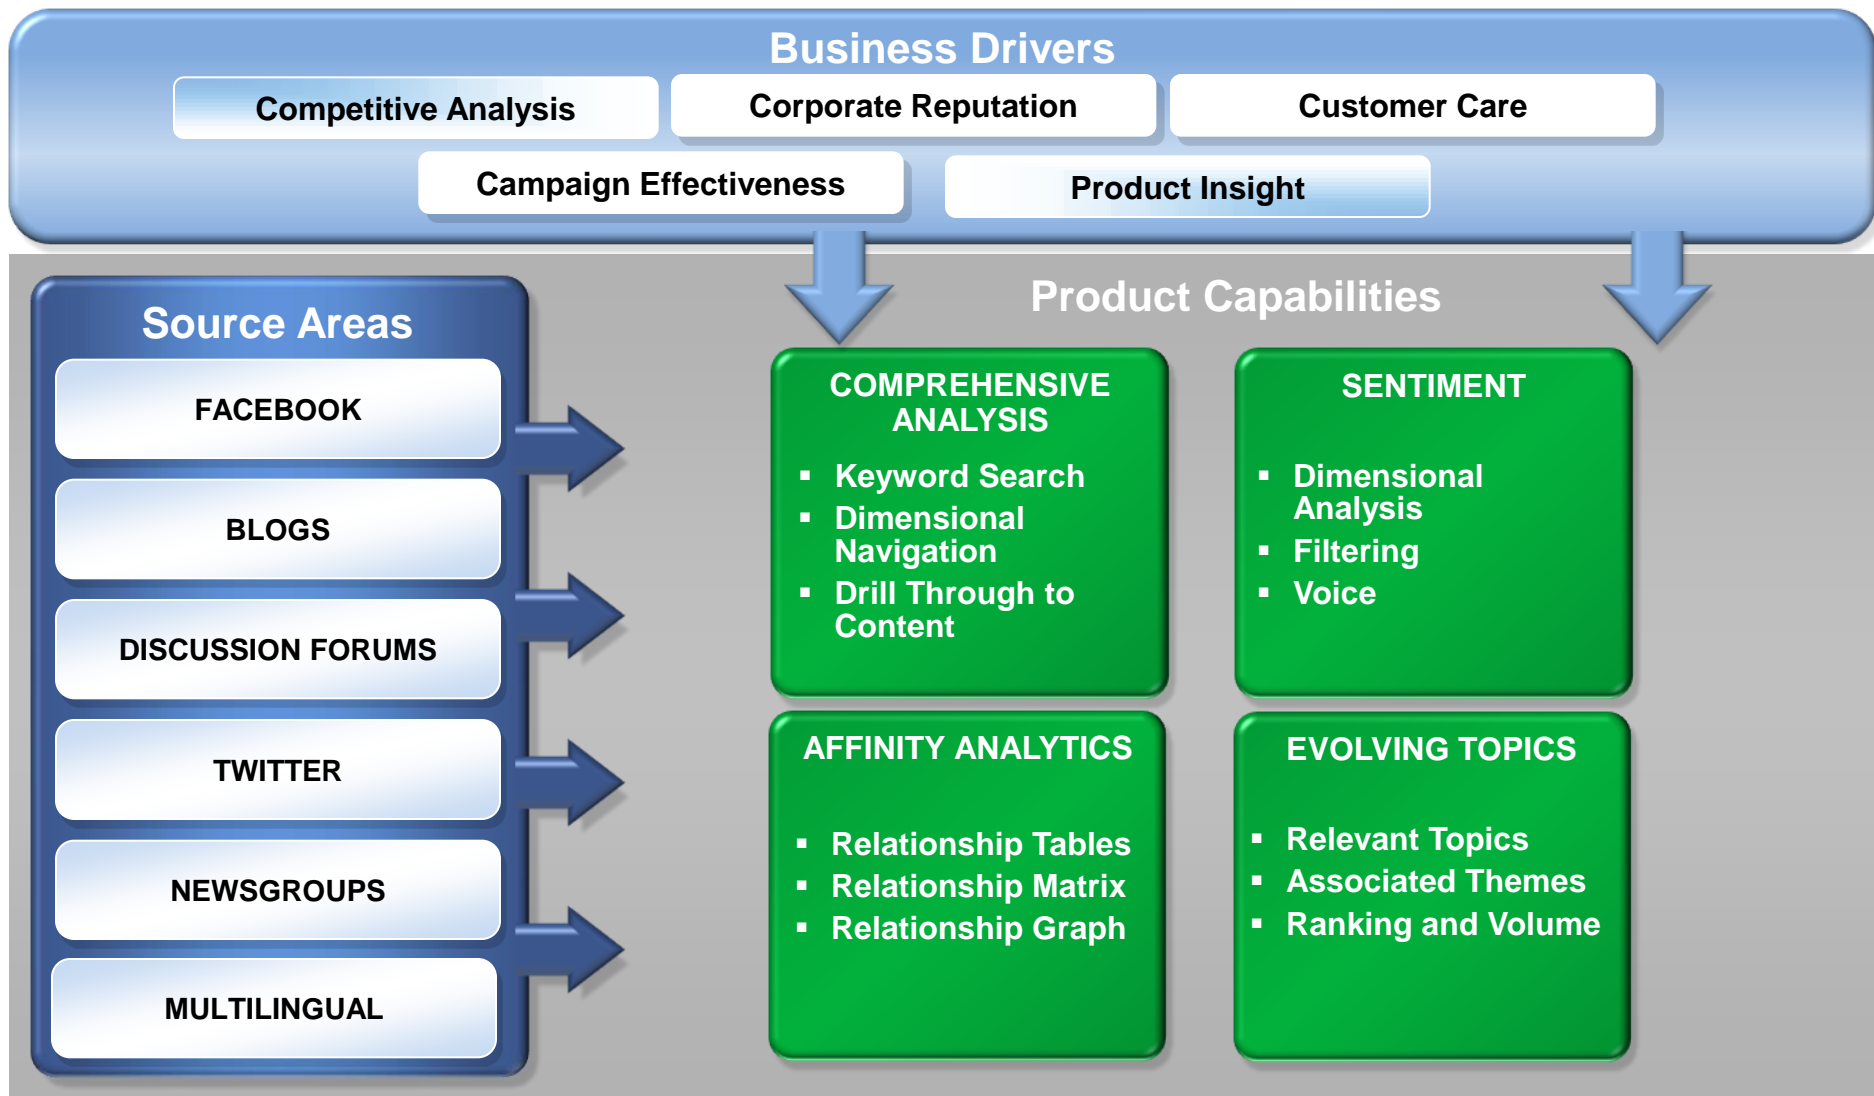 Business Drivers
Competitive Analysis
Corporate Reputation
Customer Care
Campaign Effectiveness
Product Insight
Product Capabilities
Source Areas
FACEBOOK
BLOGS
DISCUSSION FORUMS
TWITTER
NEWSGROUPS
MULTILINGUAL
COMPREHENSIVE
ANALYSIS
▪ Keyword Search
▪ Dimensional
Navigation
▪ Drill Through to
Content
SENTIMENT
▪ Dimensional
Analysis
▪ Filtering
▪ Voice
AFFINITY ANALYTICS
▪ Relationship Tables
▪ Relationship Matrix
▪ Relationship Graph
EVOLVING TOPICS
▪ Relevant Topics
▪ Associated Themes
▪ Ranking and Volume